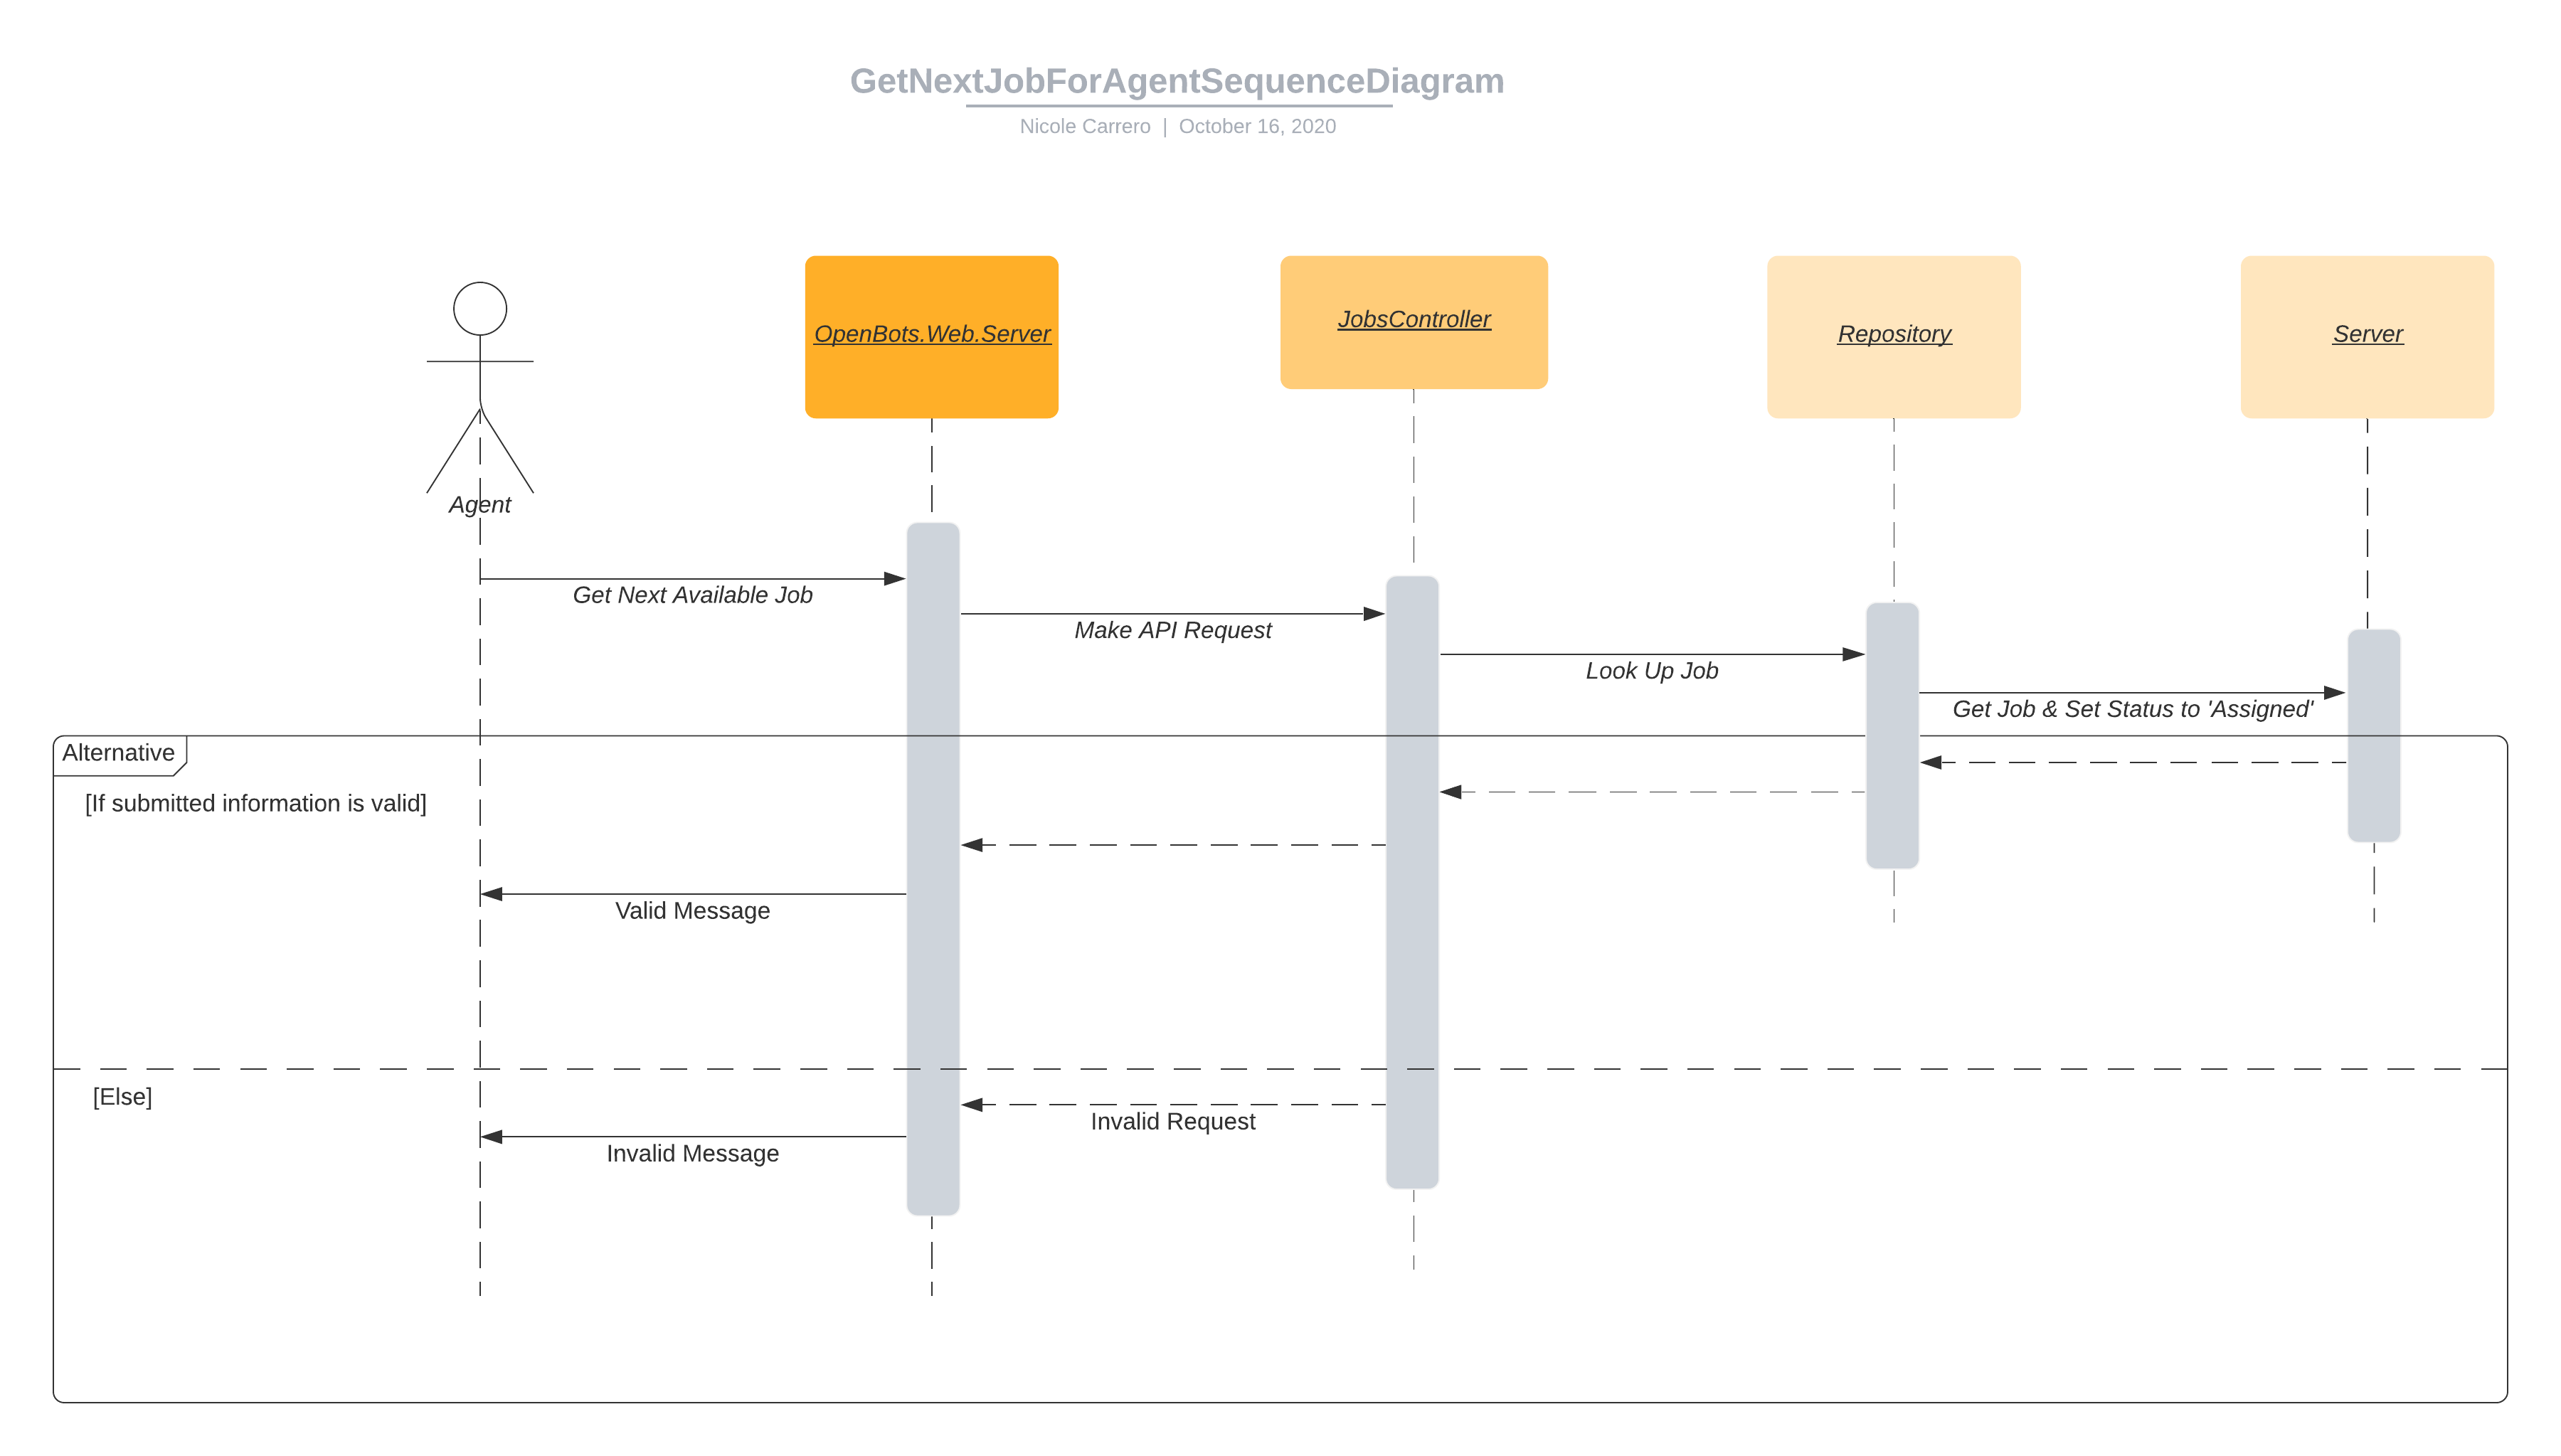 GetNextJobForAgentSequenceDiagram
Nicole Carrero | October 16, 2020
OpenBots.Web.Server
JobsController
Repository
Server
Agent
Get Next Available Job
Make API Request
Look Up Job
Get Job & Set Status to 'Assigned'
Alternative
[If submitted information is valid]
Valid Message
[Else]
Invalid Request
Invalid Message